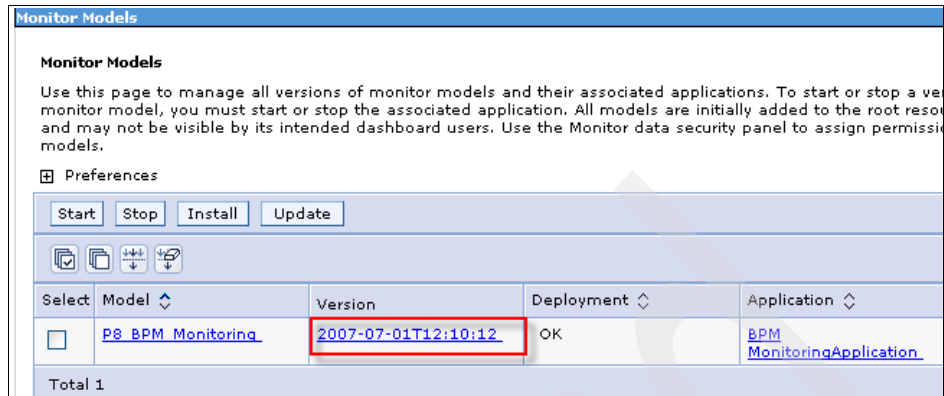 Monitor Models
Monitor Models
Use this page to manage all versions of monitor models and their associated applications. To start or stop a
monitor model, you must start or stop the associated application. All models are initially added to the root
and may not be visible by its intended dashboard users. Use the Monitor data security panel to assign
models.
Preferences
Start Stop Install Update
Select Model Version Deployment Application
P8 BPM Monitoring 2007-07-01T12:10:12 OK BPM
MonitoringApplication
Total 1